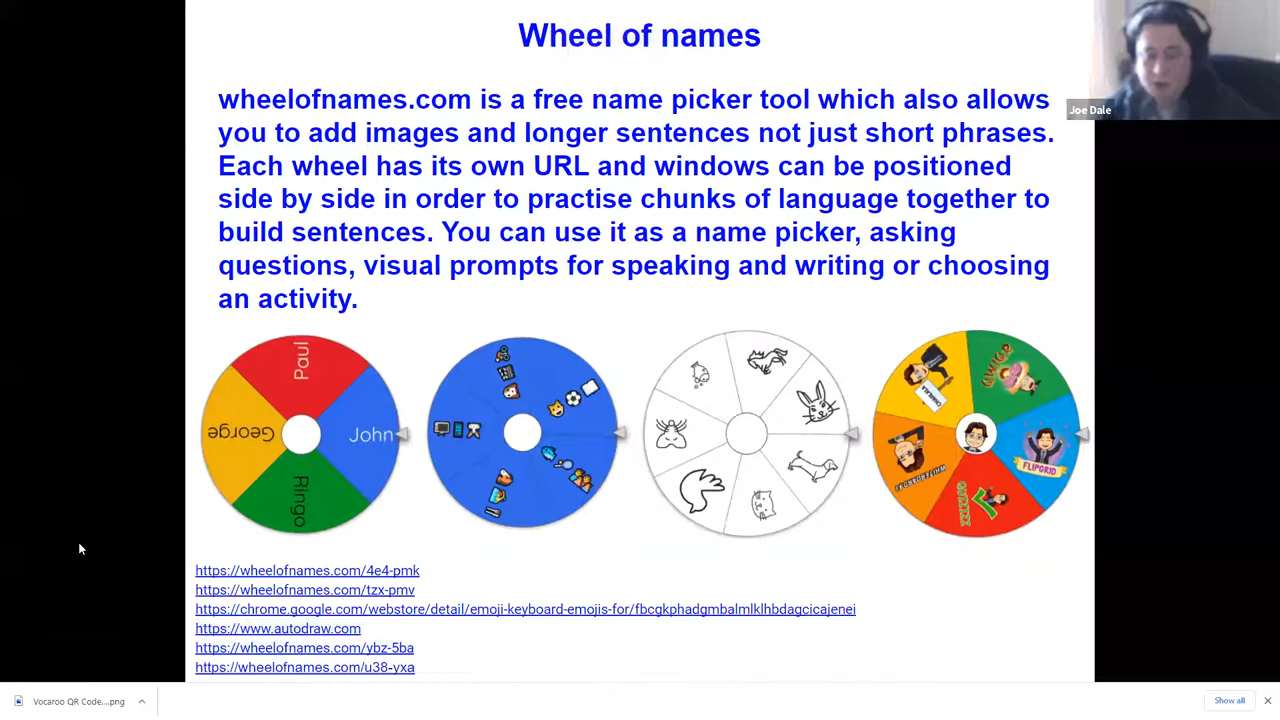 Wheel of names
Joe Dale
wheelofnames.com is a free name picker tool which also allows
you to add images and longer sentences not just short phrases.
Each wheel has its own URL and windows can be positioned
side by side in order to practise chunks of language together to
build sentences. You can use it as a name picker, asking
questions, visual prompts for speaking and writing or choosing
an activity.
Paul
George
John
Ringo
QUIZIZZ
FLIPGRID
https://wheelofnames.com/4e4-pmk
https://wheelofnames.com/tzx-pmv
https://chrome.google.com/webstore/detail/emoji-keyboard-emojis-for/fbcgkphadgmbalmlklhbdagcicajenei
https://www.autodraw.com
https://wheelofnames.com/ybz-5ba
https://wheelofnames.com/u38-yxa
Vocaroo QR Code....png
Show all